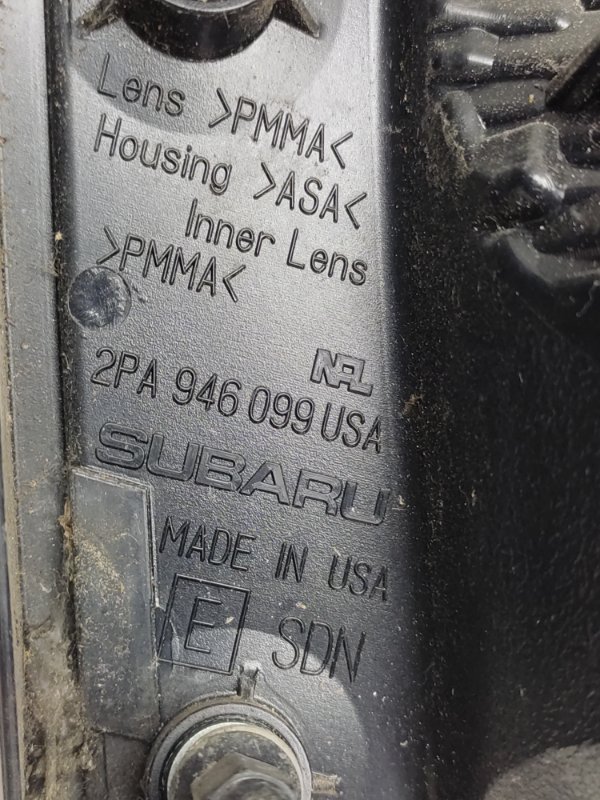 Lens >PMMA<
Housing >ASA<
Inner Lens
>PMMA<
NAL
2PA 946 099 USA
SUBARU
MADE IN USA
E SDN